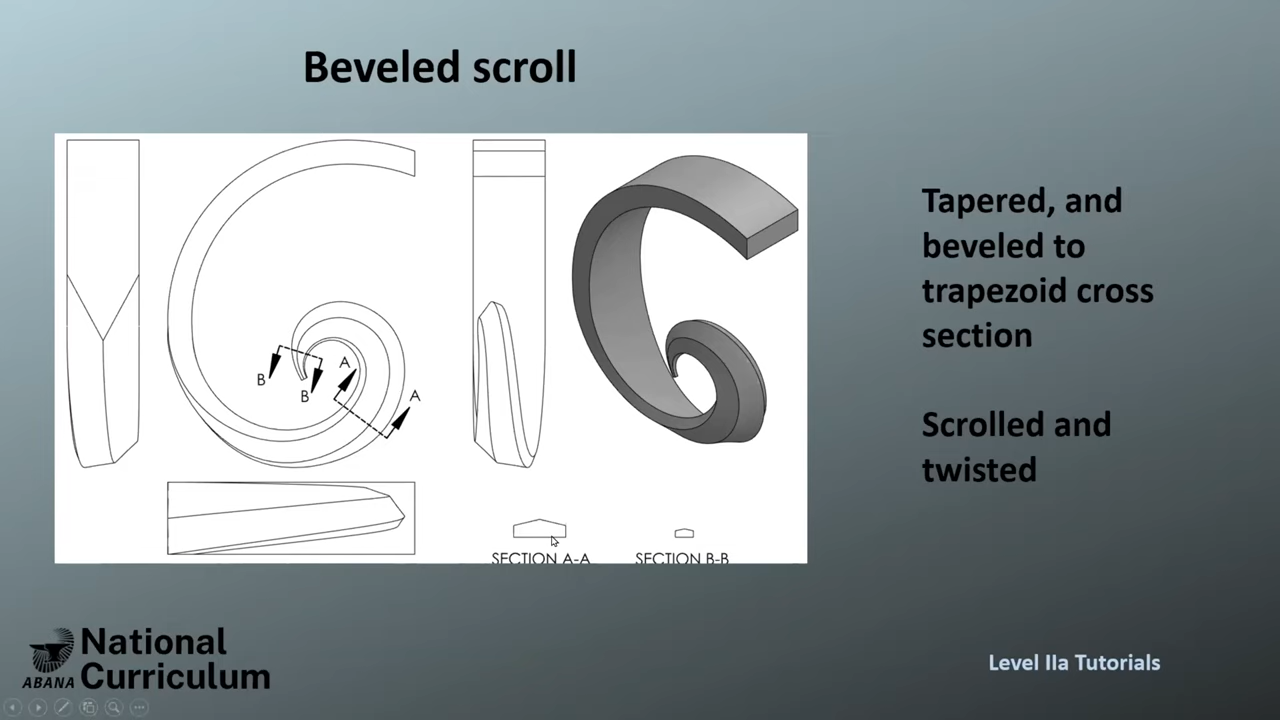 Beveled scroll
A
A
B
B
SECTION A-A
SECTION B-B
Tapered, and
beveled to
trapezoid cross
section
Scrolled and
twisted
ABANA
National
Curriculum
Level IIa Tutorials